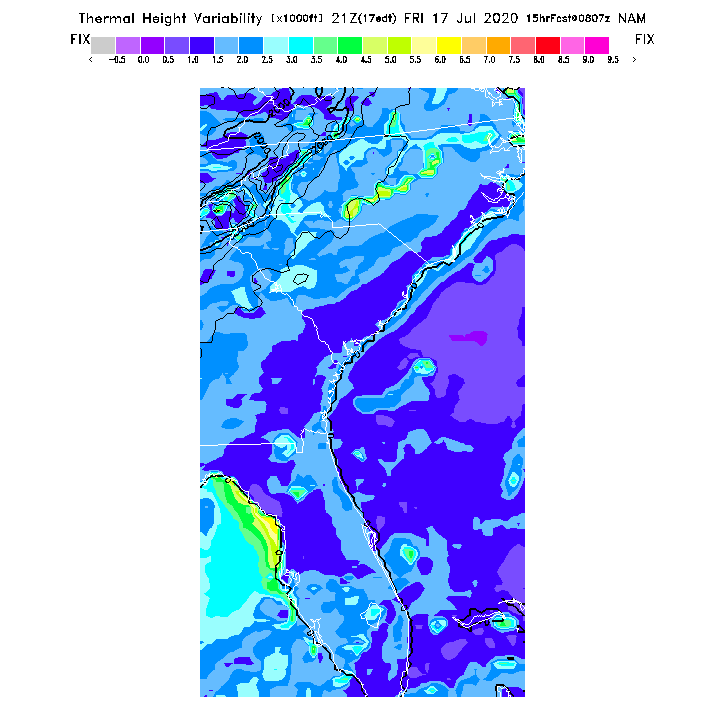 Thermal Height Variability [x1000ft] 21Z(17edt) FRI 17 Jul 2020 15hrFcst@0807z NAM
FIX FIX
< -0.5 0.0 0.5 1.0 1.5 2.0 2.5 3.0 3.5 4.0 4.5 5.0 5.5 6.0 6.5 7.0 7.5 8.0 8.5 9.0 9.5 >